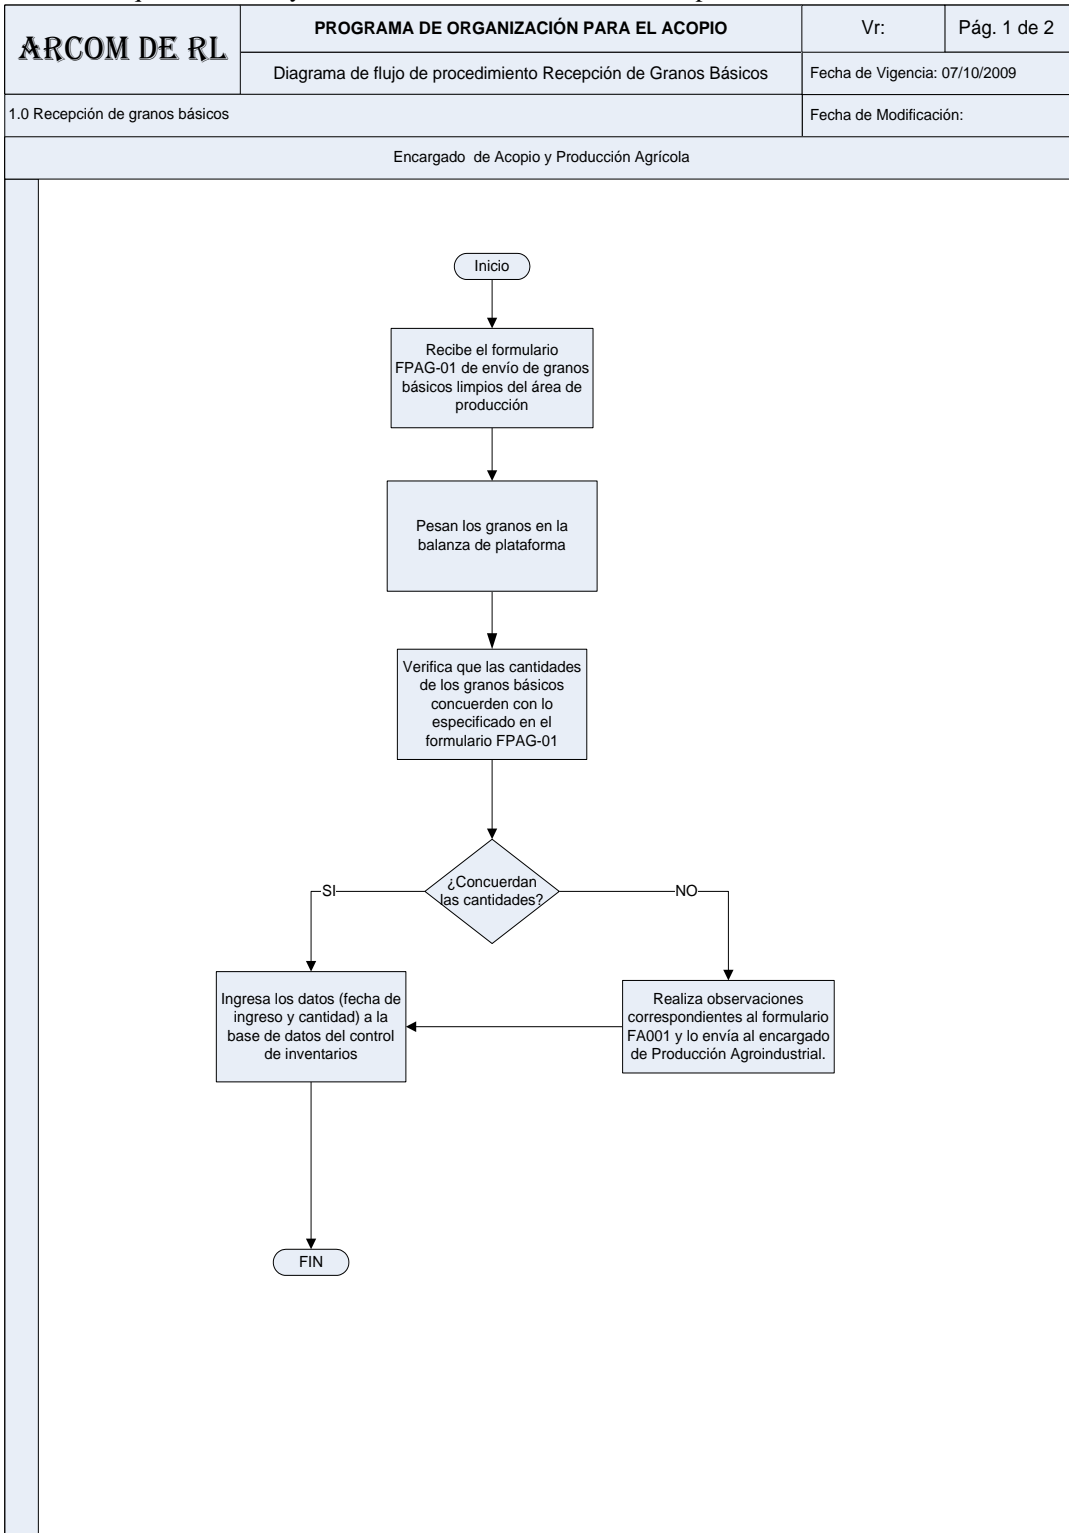 ARCOM DE RL
PROGRAMA DE ORGANIZACIÓN PARA EL ACOPIO
Vr:
Pág. 1 de 2
Diagrama de flujo de procedimiento Recepción de Granos Básicos
Fecha de Vigencia: 07/10/2009
1.0 Recepción de granos básicos
Fecha de Modificación:
Encargado de Acopio y Producción Agrícola
Inicio
Recibe el formulario
FPAG-01 de envío de granos
básicos limpios del área de
producción
Pesan los granos en la
balanza de plataforma
Verifica que las cantidades
de los granos básicos
concuerden con lo
especificado en el
formulario FPAG-01
¿Concuerdan
las cantidades?
SI
NO
Ingresa los datos (fecha de
ingreso y cantidad) a la
base de datos del control
de inventarios
Realiza observaciones
correspondientes al formulario
FA001 y lo envía al encargado
de Producción Agroindustrial.
FIN